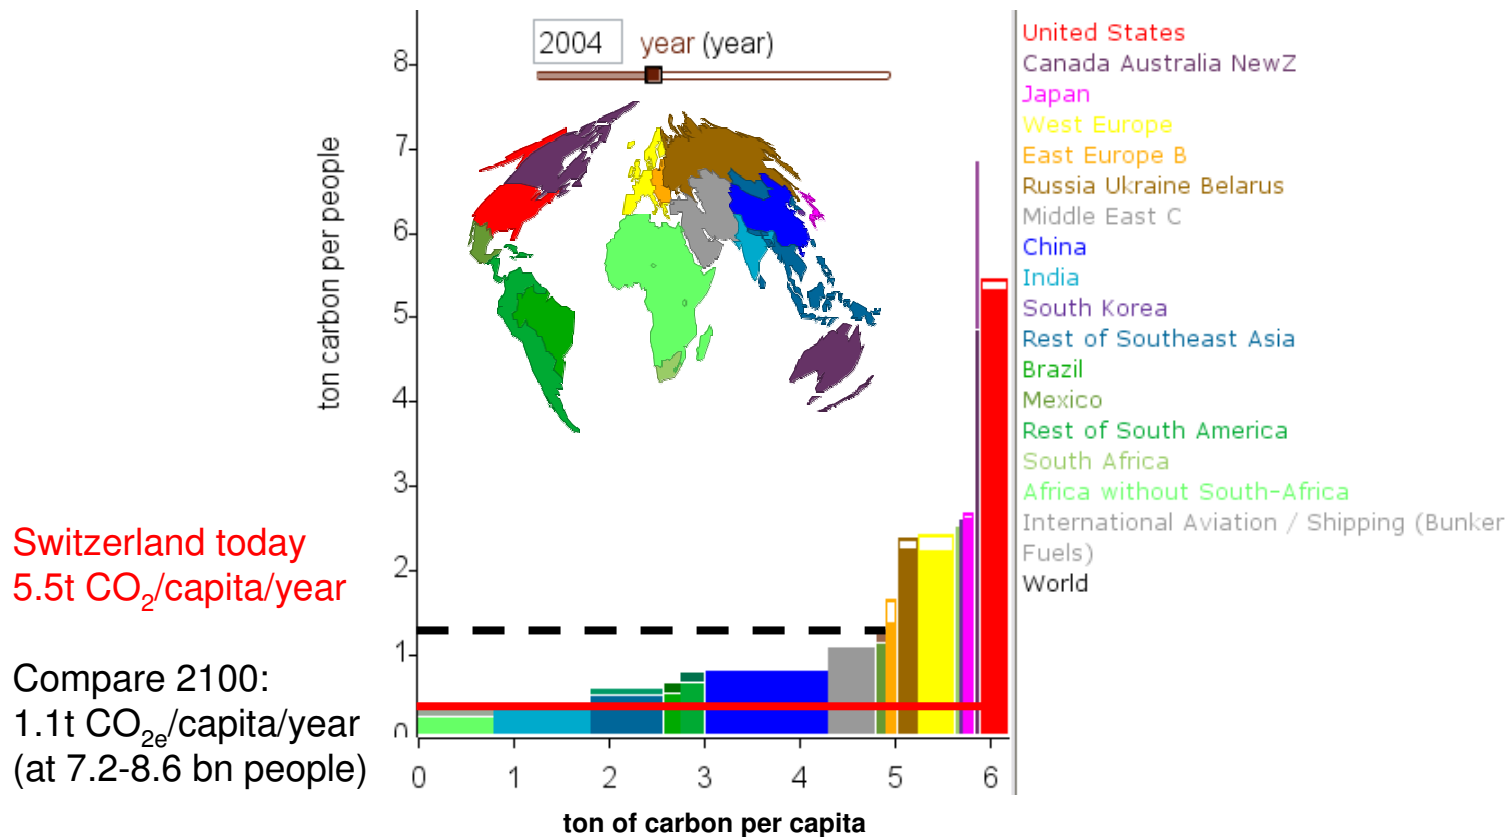 2004 year (year)
8
7
6
5
4
3
2
1
0
ton carbon per people
0 1 2 3 4 5 6
ton of carbon per capita
Switzerland today
5.5t CO₂/capita/year
Compare 2100:
1.1t CO₂ₑ/capita/year
(at 7.2-8.6 bn people)
United States
Canada Australia NewZ
Japan
West Europe
East Europe B
Russia Ukraine Belarus
Middle East C
China
India
South Korea
Rest of Southeast Asia
Brazil
Mexico
Rest of South America
South Africa
Africa without South-Africa
International Aviation / Shipping (Bunker
Fuels)
World